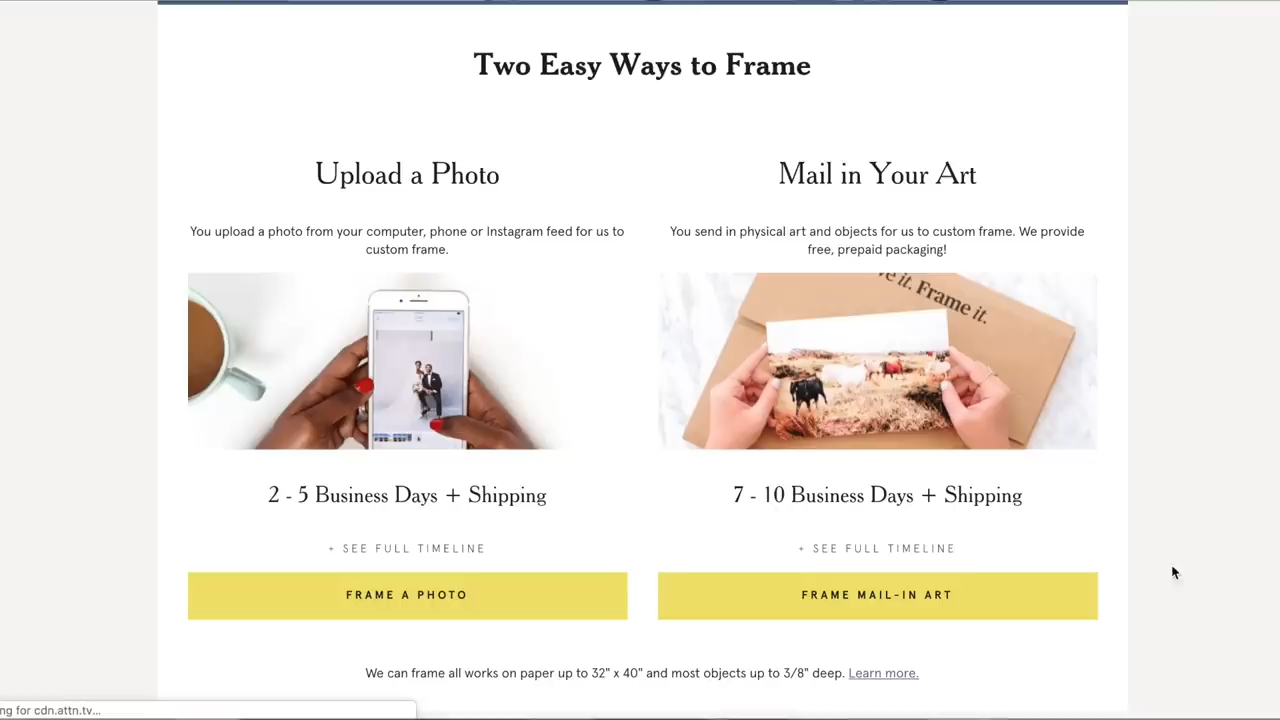 Two Easy Ways to Frame
Upload a Photo
You upload a photo from your computer, phone or Instagram feed for us to
custom frame.
2 - 5 Business Days + Shipping
+ SEE FULL TIMELINE
FRAME A PHOTO
Mail in Your Art
You send in physical art and objects for us to custom frame. We provide
free, prepaid packaging!
it. Frame it.
7 - 10 Business Days + Shipping
+ SEE FULL TIMELINE
FRAME MAIL-IN ART
We can frame all works on paper up to 32" x 40" and most objects up to 3/8" deep. Learn more.
for cdn.attn.tv...